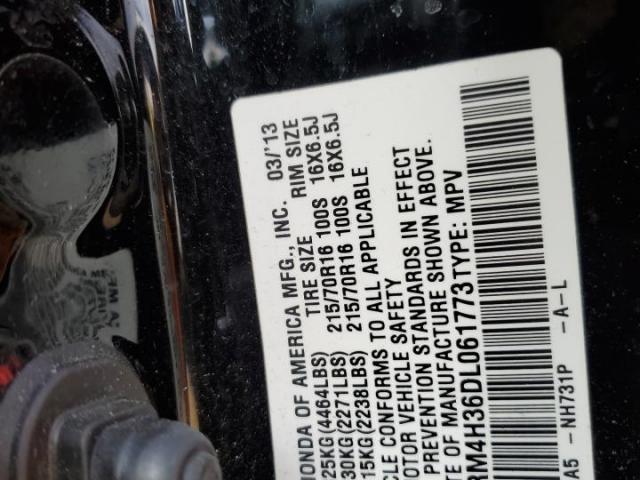 HONDA OF AMERICA MFG., INC. 03/'13
TIRE SIZE RIM SIZE
25KG(4464LBS) 215/70R16 100S 16X6.5J
30KG(2271LBS) 215/70R16 100S 16X6.5J
15KG(2238LBS)
CLE CONFORMS TO ALL APPLICABLE
OTOR VEHICLE SAFETY
PREVENTION STANDARDS IN EFFECT
TE OF MANUFACTURE SHOWN ABOVE.
RM4H36DL061773 TYPE: MPV
A5 -NH731P -A-L